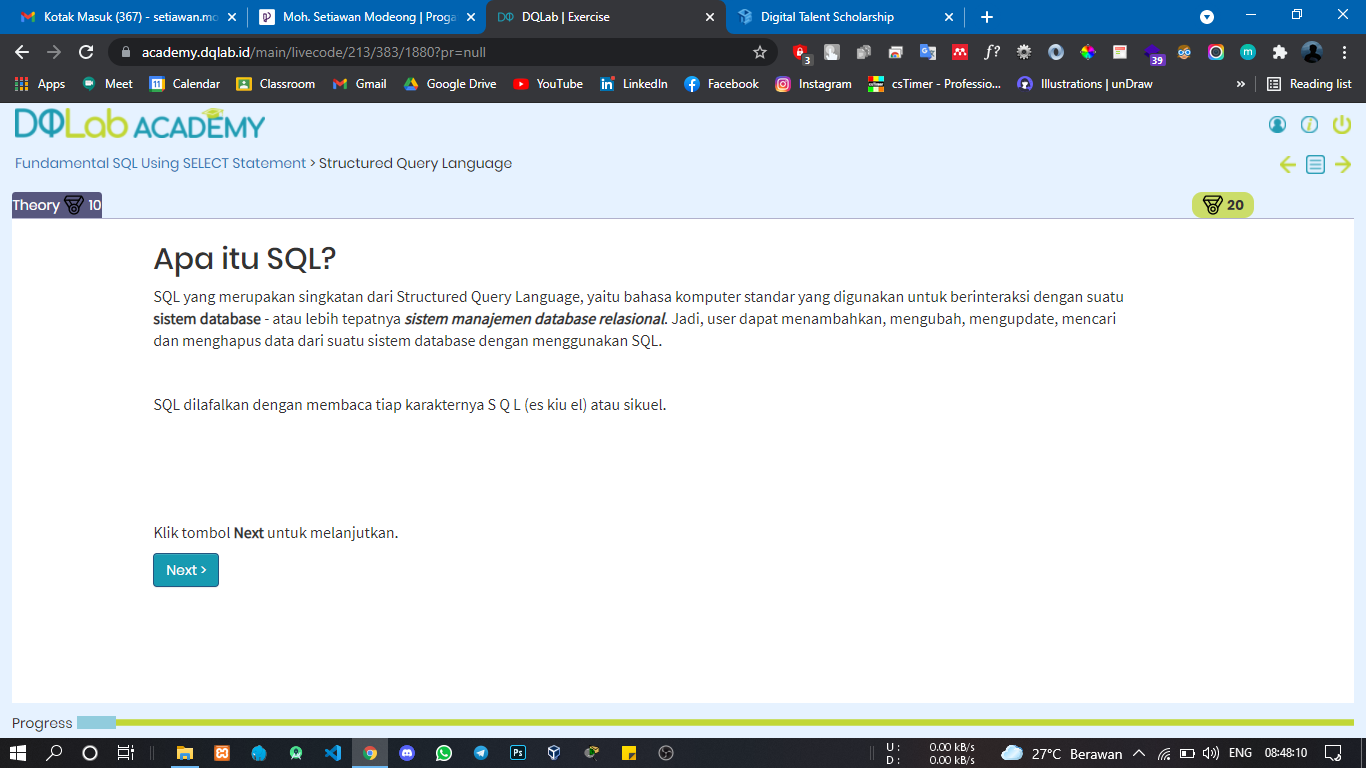 Kotak Masuk (367) - setiawan.mo
Moh. Setiawan Modeong | Proga
DQLab | Exercise
Digital Talent Scholarship
academy.dqlab.id/main/livecode/213/383/1880?pr=null
3
39
Apps
Meet
Calendar
Classroom
Gmail
Google Drive
YouTube
LinkedIn
Facebook
Instagram
csTimer - Professio...
Illustrations | unDraw
»
Reading list
DQLab ACADEMY
Fundamental SQL Using SELECT Statement > Structured Query Language
Theory 10
20
Apa itu SQL?
SQL yang merupakan singkatan dari Structured Query Language, yaitu bahasa komputer standar yang digunakan untuk berinteraksi dengan suatu
sistem database - atau lebih tepatnya sistem manajemen database relasional. Jadi, user dapat menambahkan, mengubah, mengupdate, mencari
dan menghapus data dari suatu sistem database dengan menggunakan SQL.
SQL dilafalkan dengan membaca tiap karakternya S Q L (es kiu el) atau sikuel.
Klik tombol Next untuk melanjutkan.
Next >
Progress
U : 0.00 kB/s
D : 0.00 kB/s
27°C Berawan
ENG
08:48:10